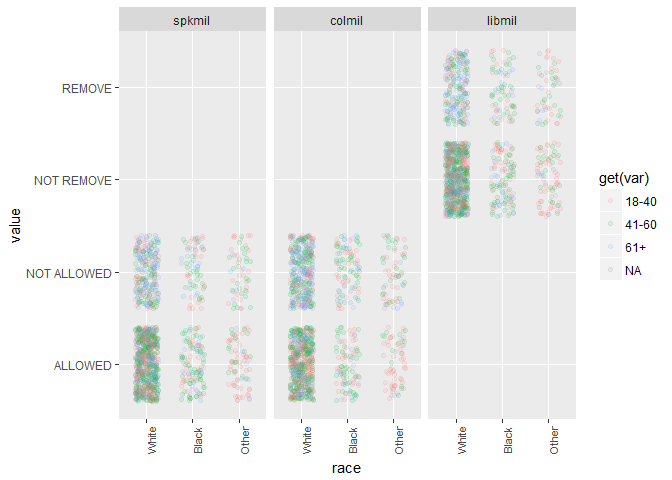 spkmil
colmil
libmil
REMOVE
NOT REMOVE
NOT ALLOWED
ALLOWED
value
White
Black
Other
White
Black
Other
White
Black
Other
race
get(var)
18-40
41-60
61+
NA